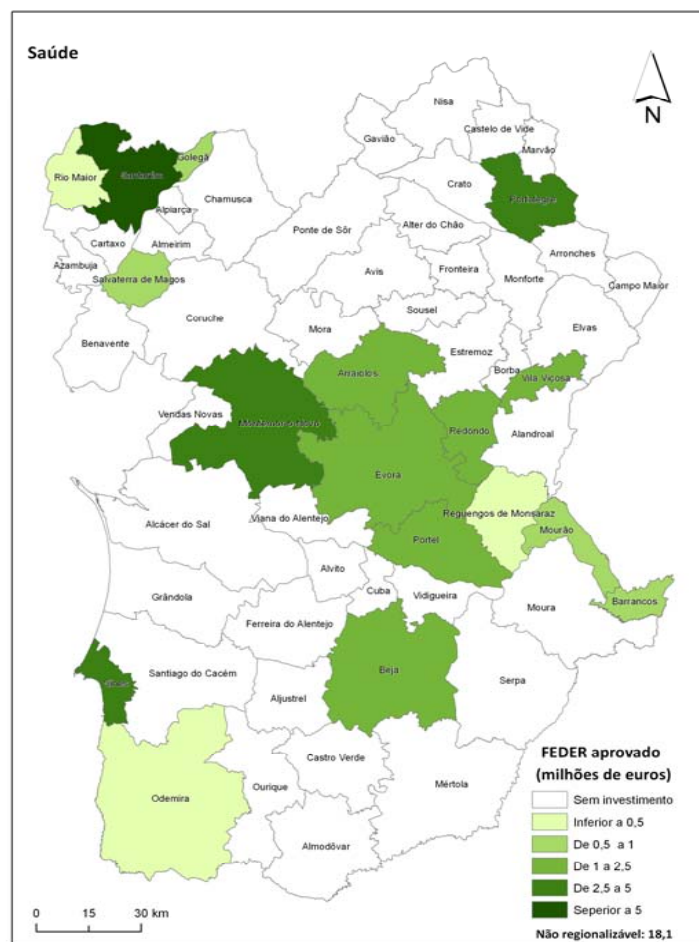 Saúde
N
Nisa
Castelo de Vide
Gavião
Marvão
Golegã
Rio Maior
Santarém
Crato
Portalegre
Chamusca
Alpiarça
Ponte de Sôr
Alter do Chão
Cartaxo
Almeirim
Arronches
Azambuja
Avis
Fronteira
Monforte
Campo Maior
Salvaterra de Magos
Coruche
Sousel
Mora
Elvas
Benavente
Estremoz
Borba
Arraiolos
Vila Viçosa
Vendas Novas
Montemor-o-Novo
Redondo
Alandroal
Evora
Reguengos de Monsaraz
Viana do Alentejo
Alcácer do Sal
Mourão
Portel
Alvito
Grândola
Cuba
Vidigueira
Barrancos
Moura
Ferreira do Alentejo
Beja
Santiago do Cacém
Serpa
Sines
Aljustrel
Castro Verde
Odemira
Ourique
Mértola
Almodôvar
FEDER aprovado
(milhões de euros)
Sem investimento
Inferior a 0,5
De 0,5 a 1
De 1 a 2,5
De 2,5 a 5
Seperior a 5
Não regionalizável: 18,1
0 15 30 km